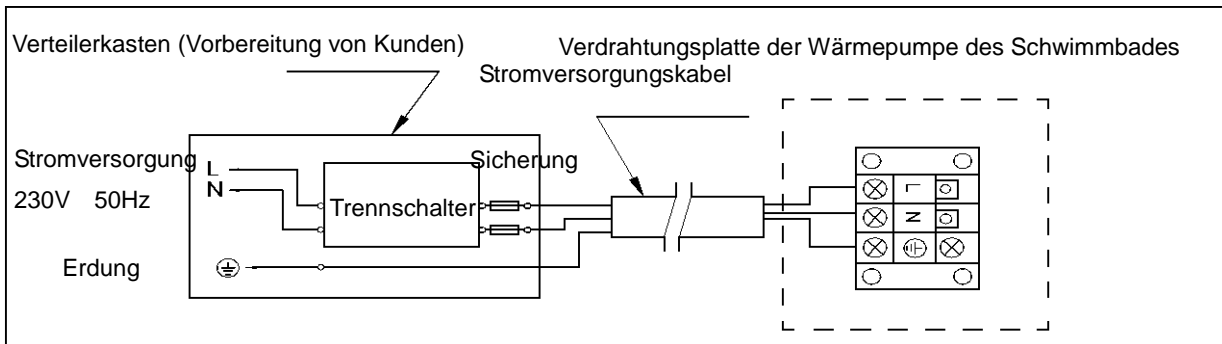 Verteilerkasten (Vorbereitung von Kunden)
Verdrahtungsplatte der Wärmepumpe des Schwimmbades
Stromversorgungskabel
Stromversorgung
L
N
230V 50Hz
Trennschalter
Sicherung
Erdung
L
N